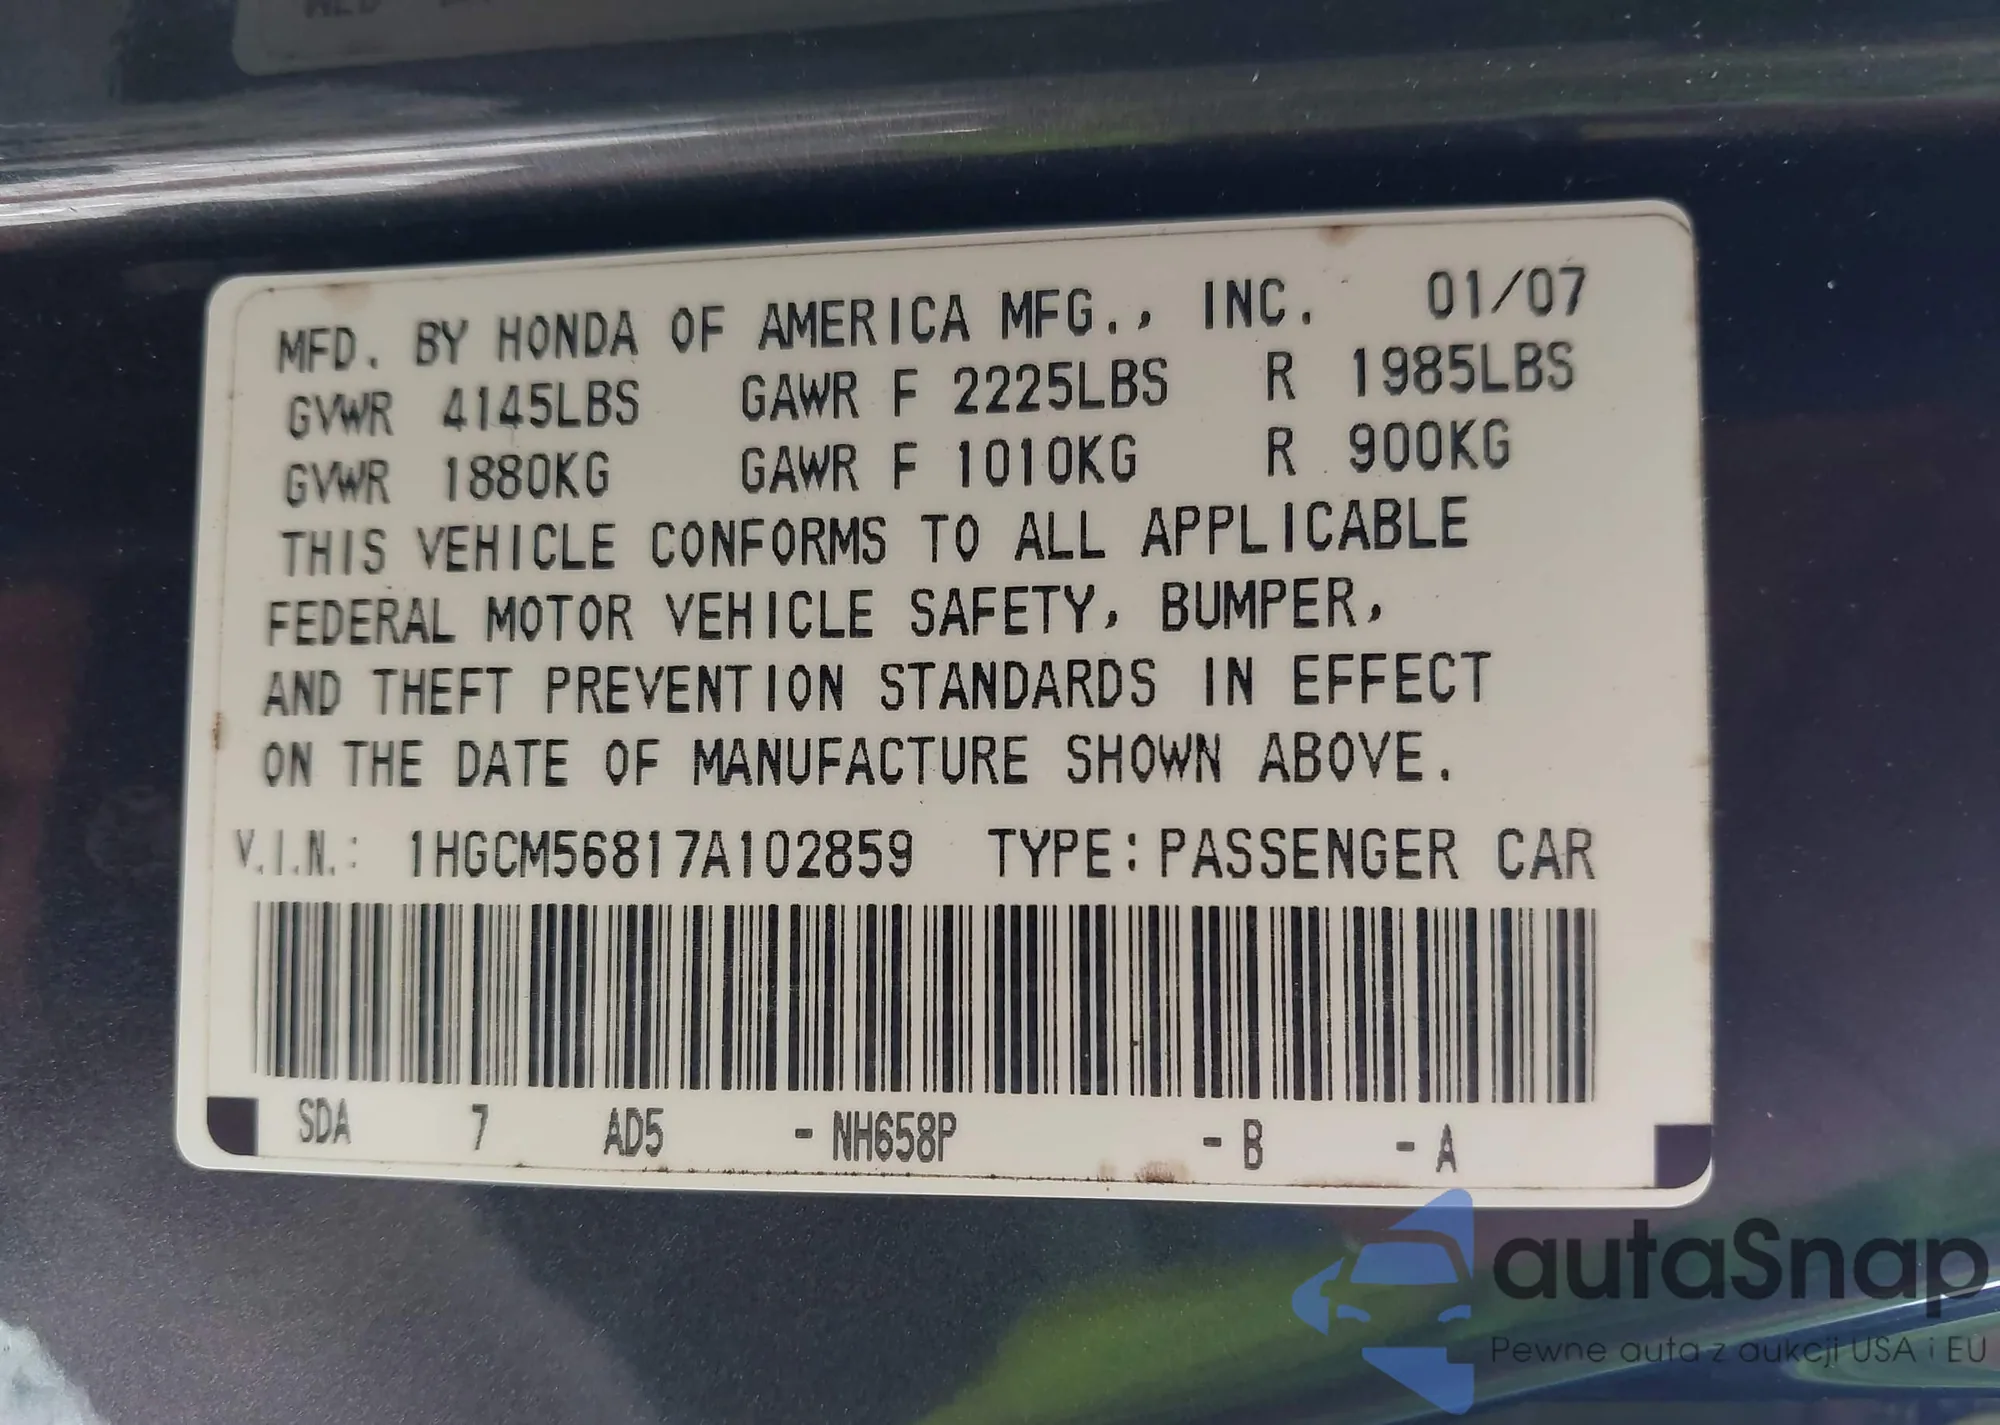 MFD. BY HONDA OF AMERICA MFG., INC. 01/07
GVWR 4145LBS GAWR F 2225LBS R 1985LBS
GVWR 1880KG GAWR F 1010KG R 900KG
THIS VEHICLE CONFORMS TO ALL APPLICABLE
FEDERAL MOTOR VEHICLE SAFETY, BUMPER,
AND THEFT PREVENTION STANDARDS IN EFFECT
ON THE DATE OF MANUFACTURE SHOWN ABOVE.
V.I.N.: 1HGCM56817A102859 TYPE: PASSENGER CAR
SDA 7 AD5 - NH658P - B - A
autaSnap
Pewne auta z aukcji USA i EU